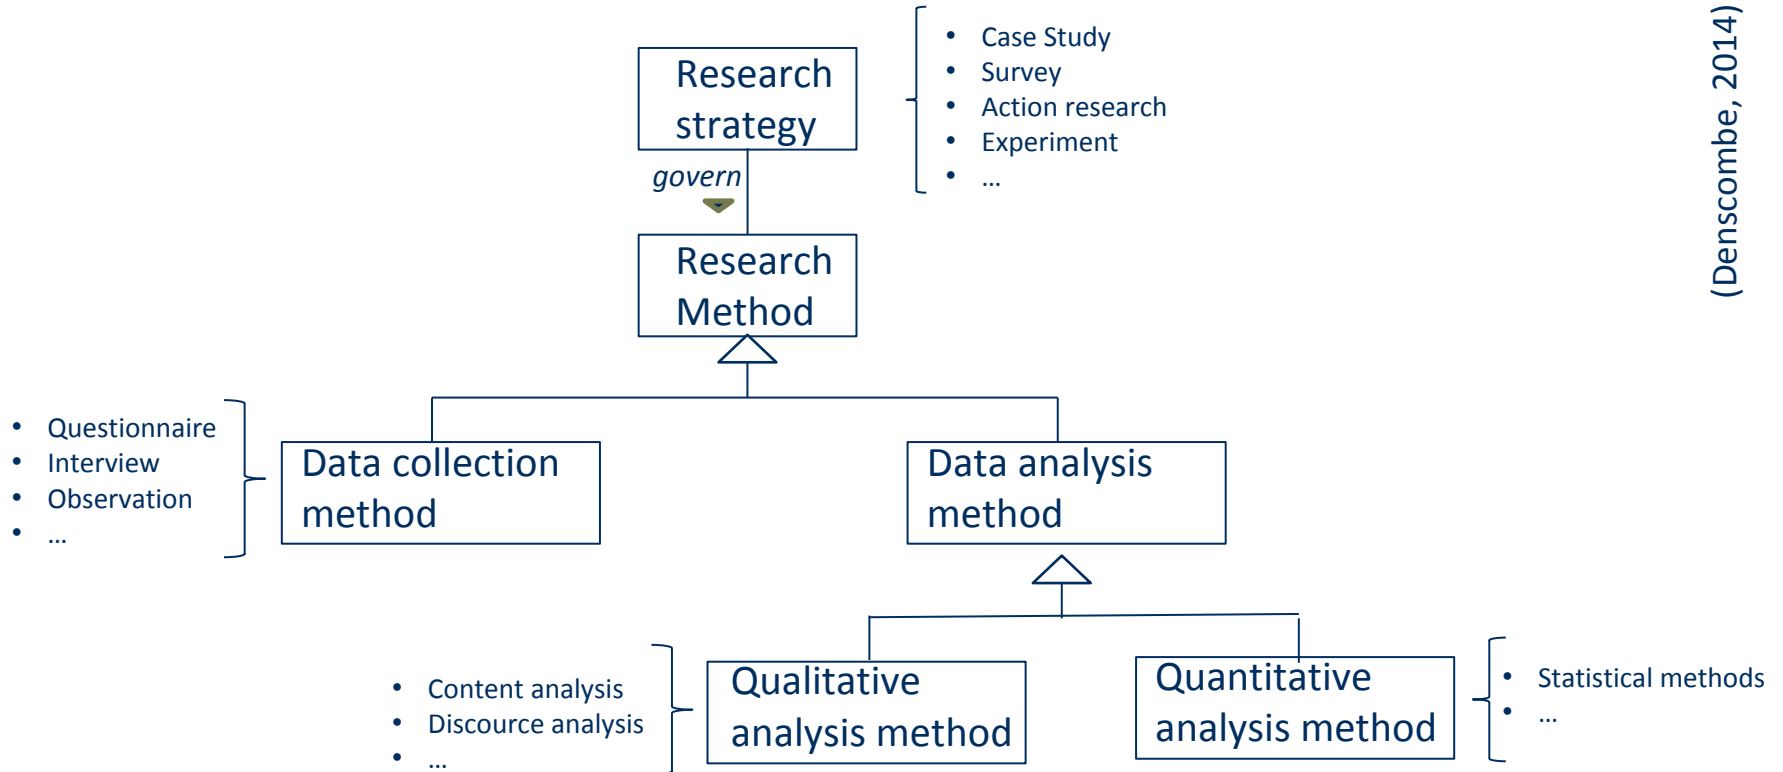 Research
strategy
• Case Study
• Survey
• Action research
• Experiment
• ...
(Denscombe, 2014)
govern
Research
Method
• Questionnaire
• Interview
• Observation
• ...
Data collection
method
Data analysis
method
• Content analysis
• Discource analysis
• ...
Qualitative
analysis method
Quantitative
analysis method
• Statistical methods
• ...